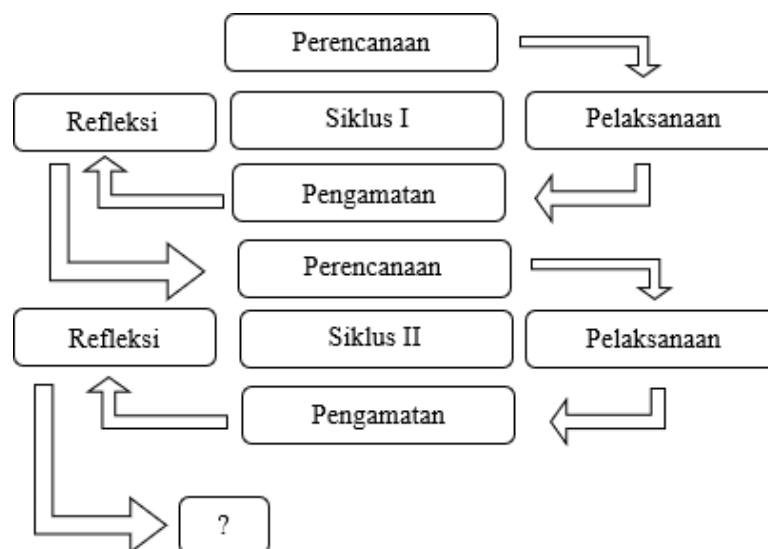 Perencanaan
Refleksi
Siklus I
Pelaksanaan
Pengamatan
Perencanaan
Refleksi
Siklus II
Pelaksanaan
Pengamatan
?